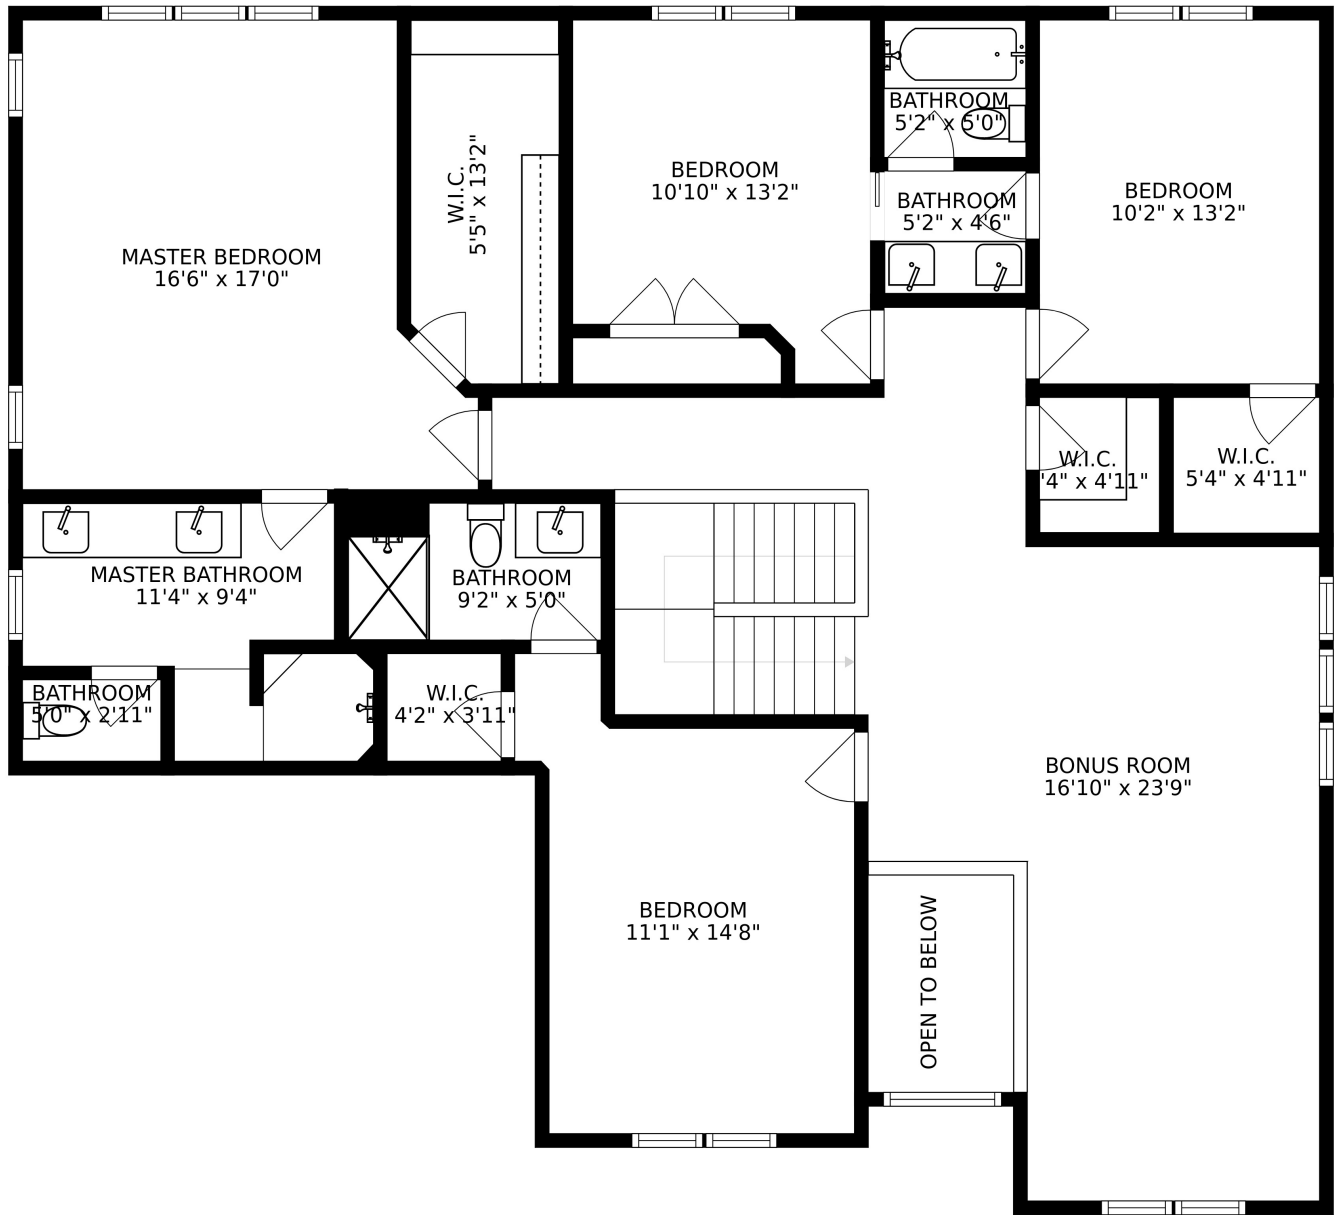 MASTER BEDROOM
16'6" x 17'0"
W.I.C.
5'5" x 13'2"
BEDROOM
10'10" x 13'2"
BATHROOM
5'2" x 5'0"
BATHROOM
5'2" x 4'6"
BEDROOM
10'2" x 13'2"
W.I.C.
'4" x 4'11"
W.I.C.
5'4" x 4'11"
MASTER BATHROOM
11'4" x 9'4"
BATHROOM
9'2" x 5'0"
BATHROOM
5'0" x 2'11"
W.I.C.
4'2" x 3'11"
BONUS ROOM
16'10" x 23'9"
BEDROOM
11'1" x 14'8"
OPEN TO BELOW